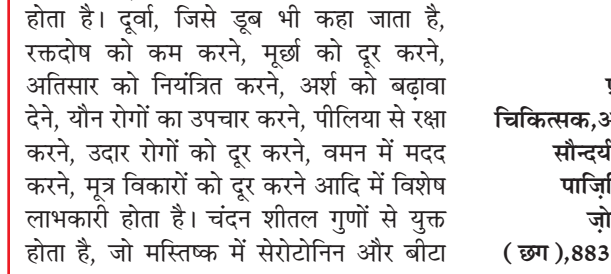 होता है। दूर्वा, जिसे डूब भी कहा जाता है,
रक्तदोष को कम करने, मूर्छा को दूर करने,
अतिसार को नियंत्रित करने, अर्श को बढ़ावा
देने, यौन रोगों का उपचार करने, पीलिया से रक्षा
करने, उदार रोगों को दूर करने, वमन में मदद
करने, मूत्र विकारों को दूर करने आदि में विशेष
लाभकारी होता है। चंदन शीतल गुणों से युक्त
होता है, जो मस्तिष्क में सेरोटोनिन और बीटा
चिकित्सक,
सौन्दर्य
( छग ),883